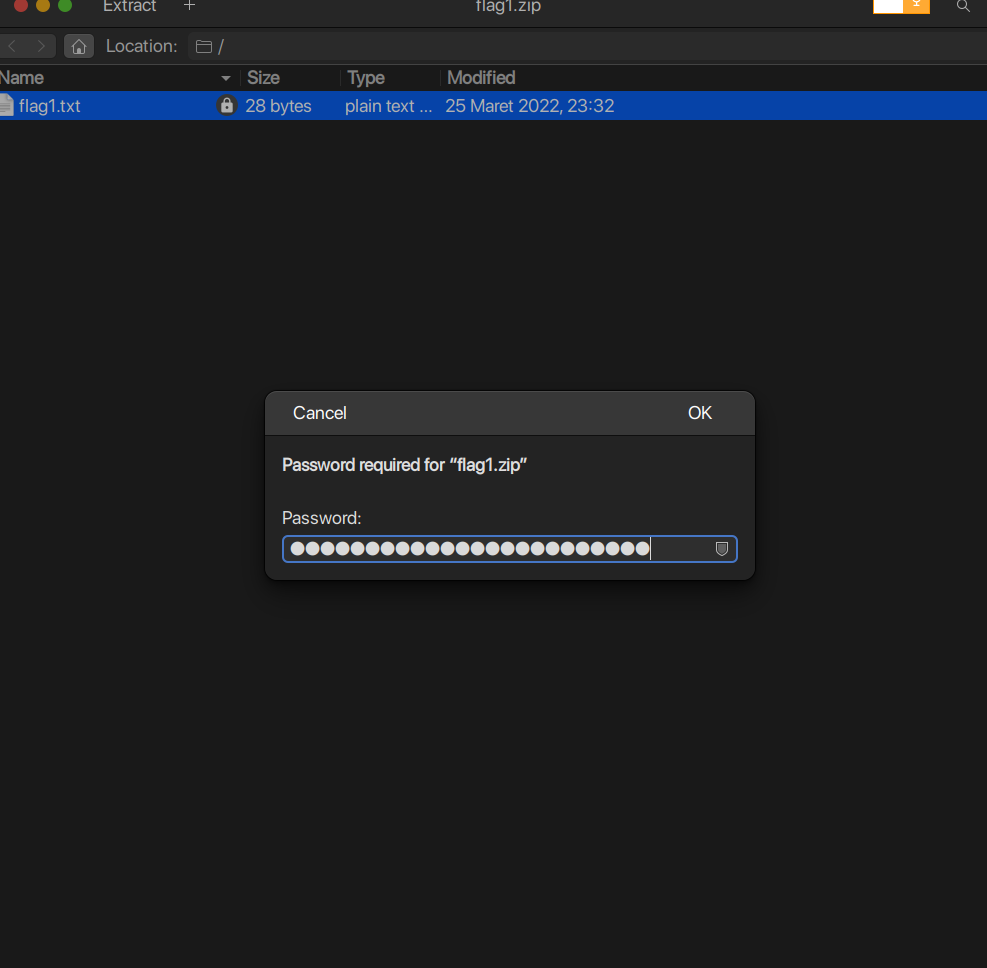 Extract + flag1.zip
Location: /
Name Size Type Modified
flag1.txt 28 bytes plain text ... 25 Maret 2022, 23:32
Cancel OK
Password required for “flag1.zip”
Password:
●●●●●●●●●●●●●●●●●●●●●●●●